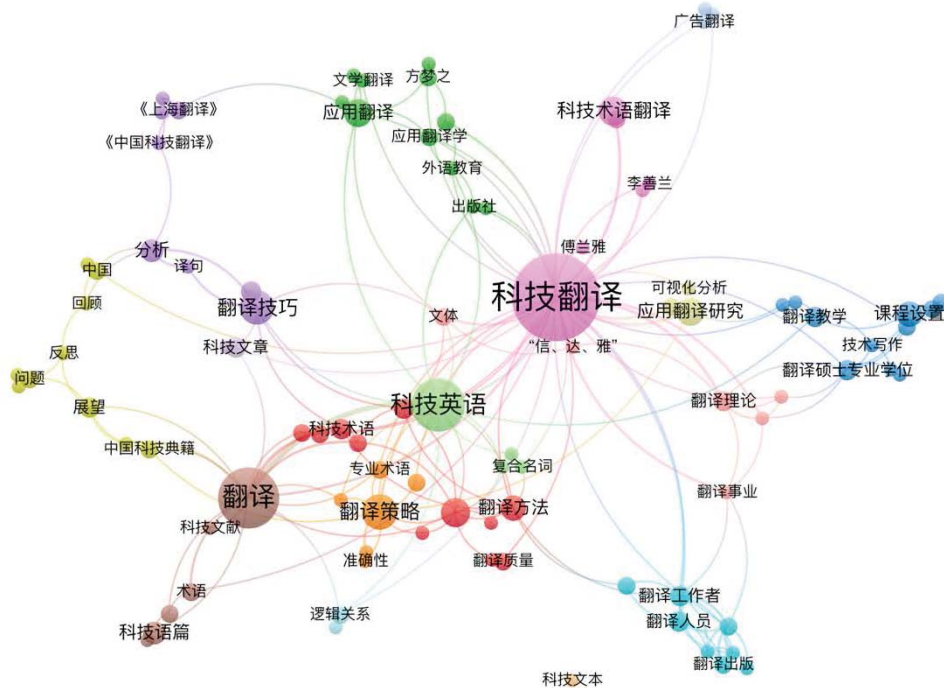 广告翻译
文学翻译
方梦之
《上海翻译》
应用翻译
科技术语翻译
应用翻译学
《中国科技翻译》
外语教育
李善兰
出版社
分析
傅兰雅
译句
中国
可视化分析
科技翻译
回顾
翻译技巧
文体
应用翻译研究
翻译教学
课程设置
“信、达、雅”
技术写作
科技文章
反思
翻译硕士专业学位
问题
科技英语
翻译理论
展望
科技术语
中国科技典籍
专业术语
复合名词
翻译
翻译事业
翻译策略
翻译方法
科技文献
准确性
翻译质量
术语
翻译工作者
逻辑关系
翻译人员
科技语篇
翻译出版
科技文本